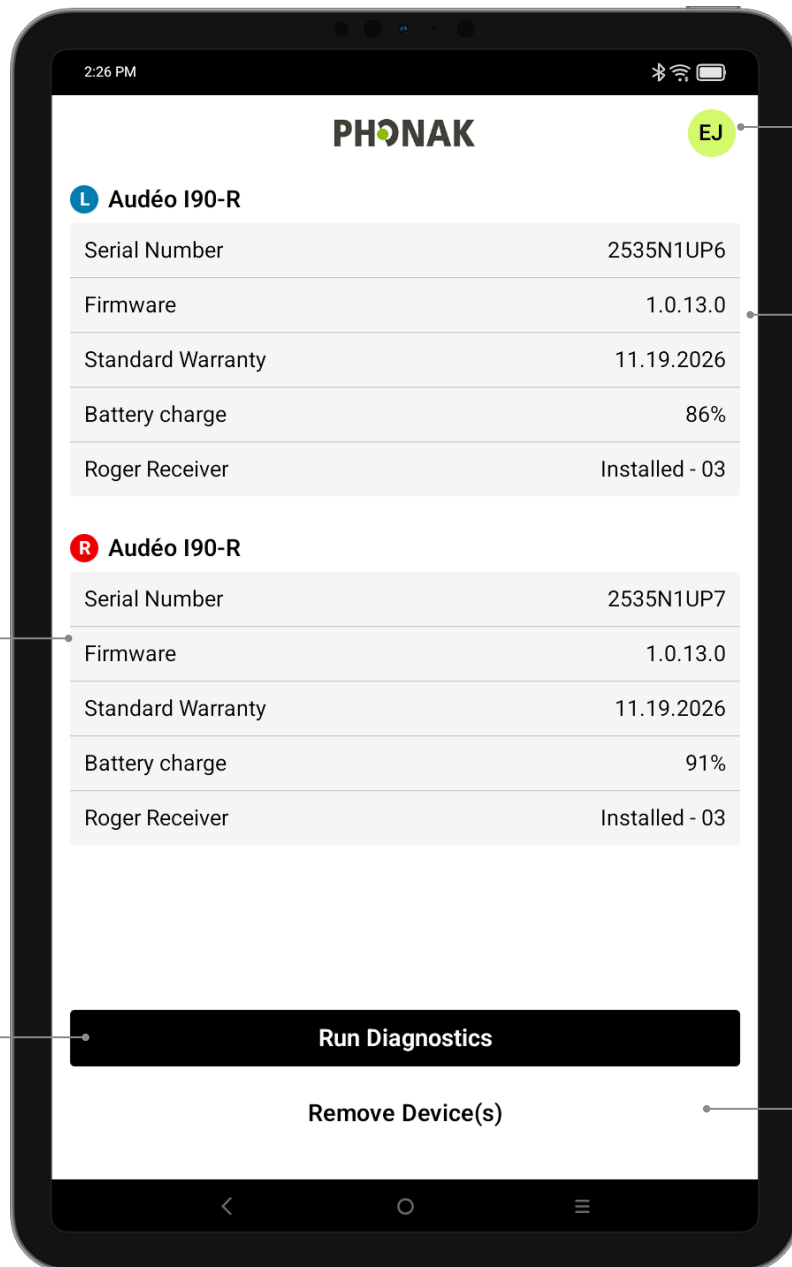 2:26 PM
PHONAK
EJ
L Audéo I90-R
Serial Number 2535N1UP6
Firmware 1.0.13.0
Standard Warranty 11.19.2026
Battery charge 86%
Roger Receiver Installed - 03
R Audéo I90-R
Serial Number 2535N1UP7
Firmware 1.0.13.0
Standard Warranty 11.19.2026
Battery charge 91%
Roger Receiver Installed - 03
Run Diagnostics
Remove Device(s)